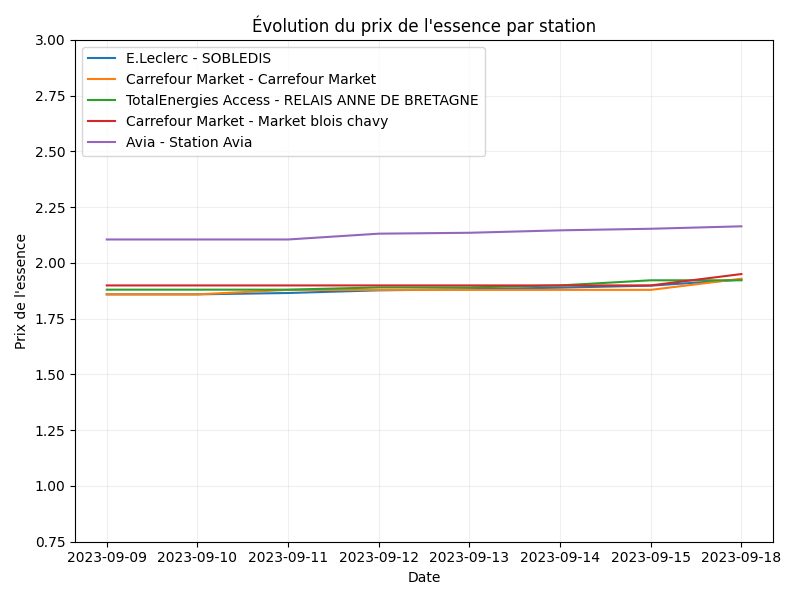 Évolution du prix de l'essence par station
E.Leclerc - SOBLEDIS
Carrefour Market - Carrefour Market
TotalEnergies Access - RELAIS ANNE DE BRETAGNE
Carrefour Market - Market blois chavy
Avia - Station Avia
Prix de l'essence
3.00
2.75
2.50
2.25
2.00
1.75
1.50
1.25
1.00
0.75
2023-09-09 2023-09-10 2023-09-11 2023-09-12 2023-09-13 2023-09-14 2023-09-15 2023-09-18
Date